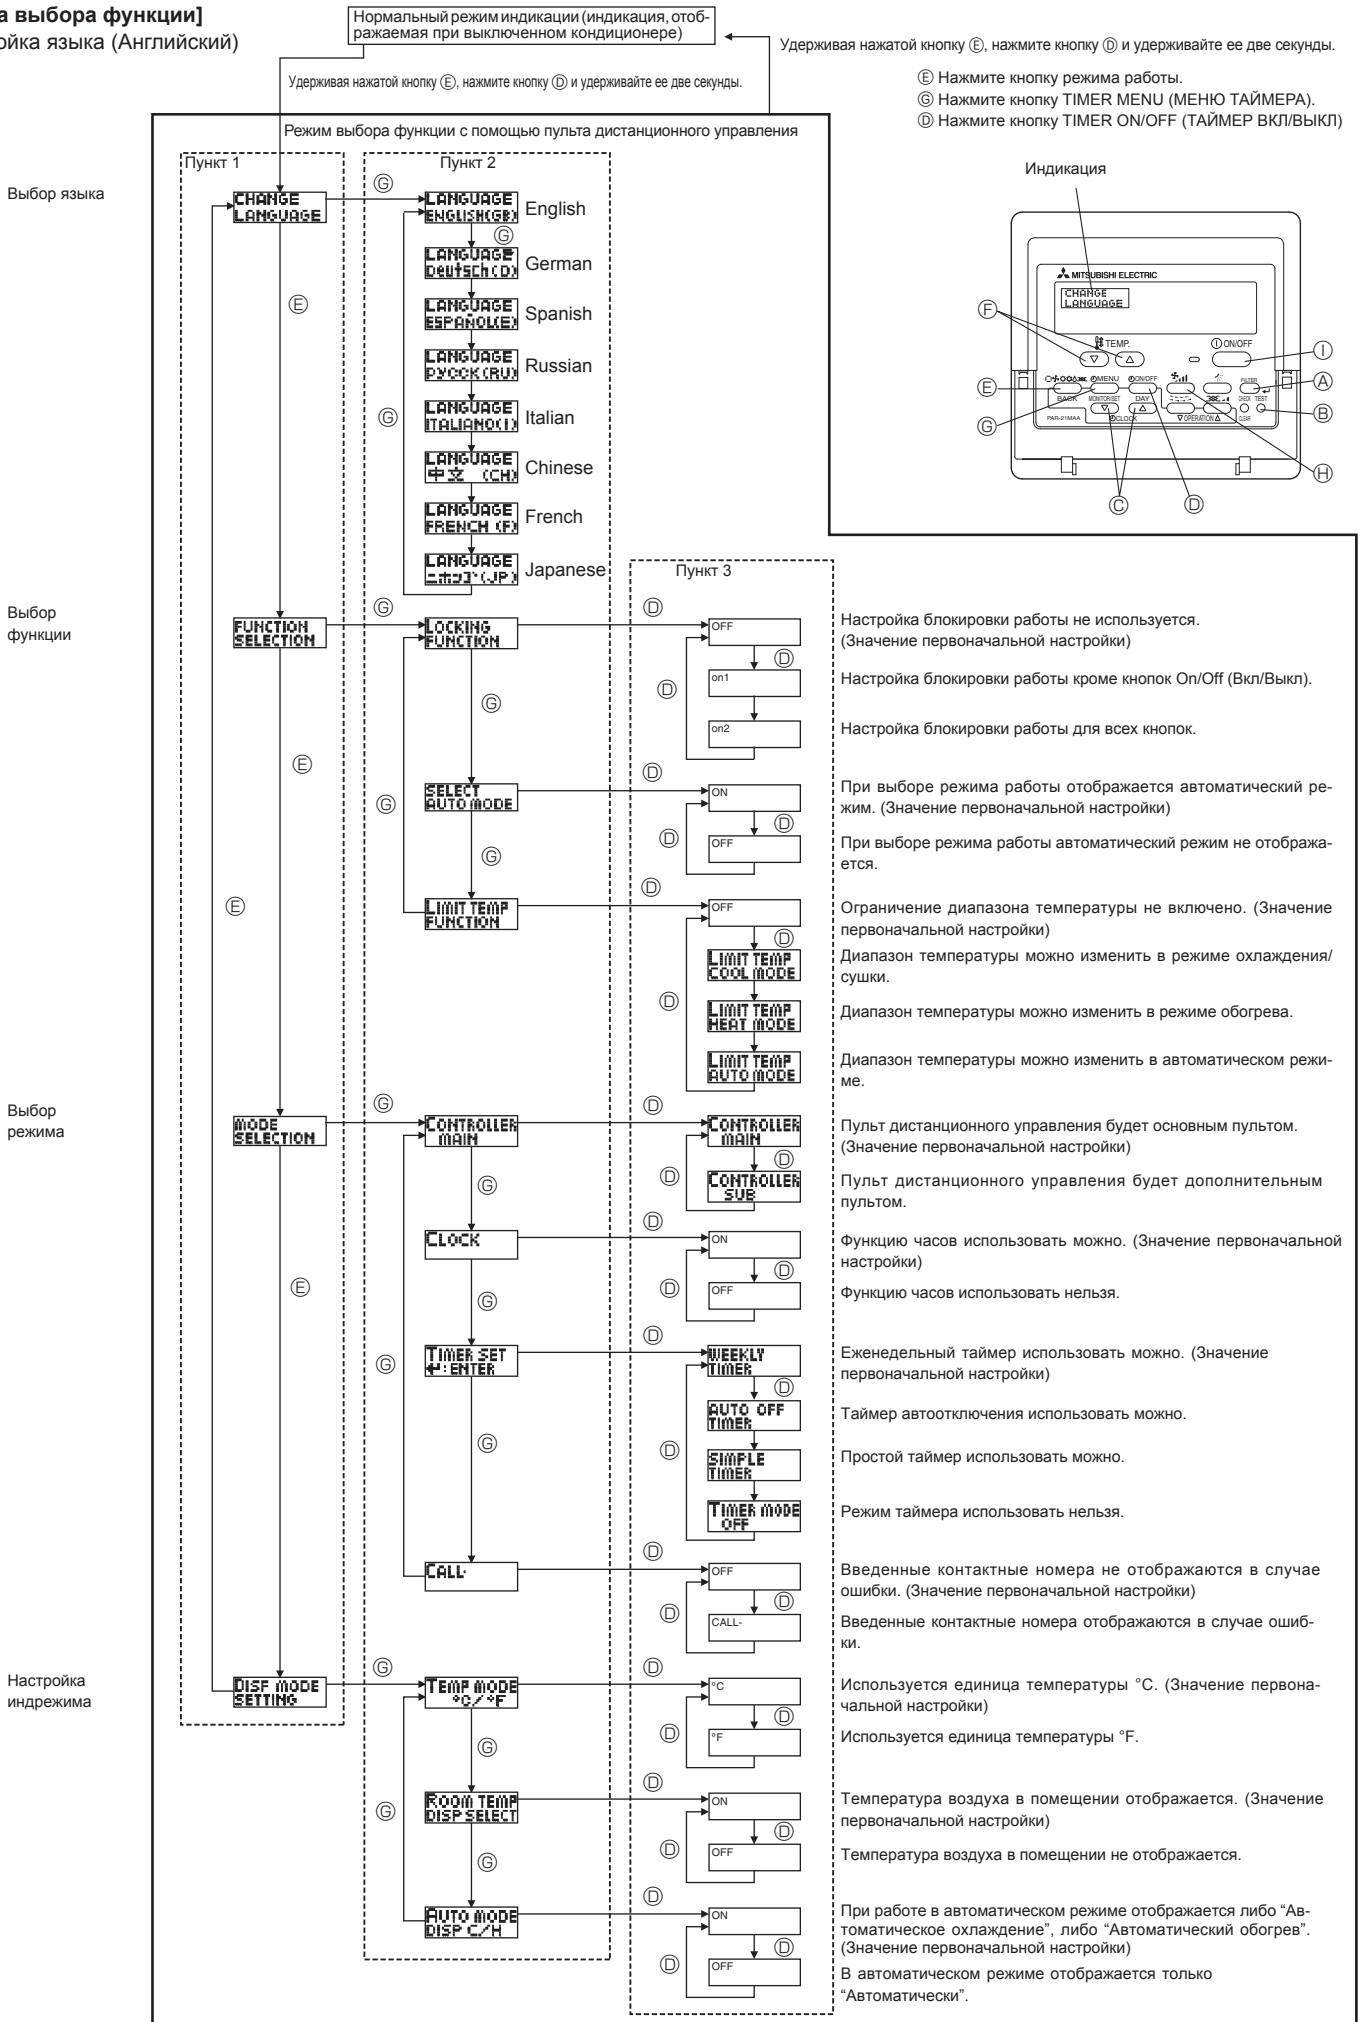 а выбора функции]
ойка языка (Английский)
Нормальный режим индикации (индикация, отоб-
ражаемая при выключенном кондиционере)
Удерживая нажатой кнопку Ⓔ, нажмите кнопку Ⓓ и удерживайте ее две секунды.
Удерживая нажатой кнопку Ⓔ, нажмите кнопку Ⓓ и удерживайте ее две секунды.
Ⓔ Нажмите кнопку режима работы.
Ⓖ Нажмите кнопку TIMER MENU (МЕНЮ ТАЙМЕРА).
Ⓓ Нажмите кнопку TIMER ON/OFF (ТАЙМЕР ВКЛ/ВЫКЛ)
Режим выбора функции с помощью пульта дистанционного управления
Пункт 1
Пункт 2
Индикация
MITSUBISHI ELECTRIC
CHANGE
LANGUAGE
TEMP.
ON/OFF
MENU
ON/OFF
FILTER
BACK
MONITOR/SET
DAY
CHECK TEST
PAR-21MAA
CLOCK
OPERATION
CLEAR
Ⓕ
Ⓔ
Ⓖ
Ⓘ
Ⓐ
Ⓑ
Ⓗ
Ⓒ
Ⓓ
Выбор языка
CHANGE
LANGUAGE
Ⓖ
LANGUAGE
ENGLISH(GB)
English
Ⓖ
LANGUAGE
Deutsch(D)
German
Ⓔ
LANGUAGE
ESPAÑOL(E)
Spanish
LANGUAGE
РУССК(RU)
Russian
Ⓖ
LANGUAGE
ITALIANO(I)
Italian
LANGUAGE
中文 (CH)
Chinese
LANGUAGE
FRENCH (F)
French
LANGUAGE
ニホンゴ(JP)
Japanese
Пункт 3
Выбор
функции
FUNCTION
SELECTION
Ⓖ
LOCKING
FUNCTION
Ⓓ
OFF
Настройка блокировки работы не используется.
(Значение первоначальной настройки)
Ⓓ
Ⓓ
on1
Настройка блокировки работы кроме кнопок On/Off (Вкл/Выкл).
Ⓖ
on2
Настройка блокировки работы для всех кнопок.
Ⓔ
Ⓖ
SELECT
AUTO MODE
Ⓓ
ON
При выборе режима работы отображается автоматический ре-
жим. (Значение первоначальной настройки)
Ⓓ
Ⓓ
OFF
При выборе режима работы автоматический режим не отобража-
ется.
Ⓖ
Ⓔ
LIMIT TEMP
FUNCTION
Ⓓ
OFF
Ограничение диапазона температуры не включено. (Значение
первоначальной настройки)
Ⓓ
LIMIT TEMP
COOL MODE
Диапазон температуры можно изменить в режиме охлаждения/
сушки.
Ⓓ
LIMIT TEMP
HEAT MODE
Диапазон температуры можно изменить в режиме обогрева.
LIMIT TEMP
AUTO MODE
Диапазон температуры можно изменить в автоматическом режи-
ме.
Выбор
режима
MODE
SELECTION
Ⓖ
CONTROLLER
MAIN
Ⓓ
CONTROLLER
MAIN
Пульт дистанционного управления будет основным пультом.
(Значение первоначальной настройки)
Ⓓ
Ⓓ
CONTROLLER
SUB
Пульт дистанционного управления будет дополнительным
пультом.
Ⓖ
CLOCK
Ⓓ
ON
Функцию часов использовать можно. (Значение первоначальной
настройки)
Ⓓ
Ⓓ
OFF
Функцию часов использовать нельзя.
Ⓔ
Ⓖ
Ⓖ
TIMER SET
↵:ENTER
Ⓓ
WEEKLY
TIMER
Еженедельный таймер использовать можно. (Значение
первоначальной настройки)
Ⓓ
AUTO OFF
TIMER
Таймер автоотключения использовать можно.
Ⓖ
Ⓓ
SIMPLE
TIMER
Простой таймер использовать можно.
TIMER MODE
OFF
Режим таймера использовать нельзя.
CALL-
Ⓓ
OFF
Введенные контактные номера не отображаются в случае
ошибки. (Значение первоначальной настройки)
Ⓓ
Ⓓ
CALL-
Введенные контактные номера отображаются в случае ошиб-
ки.
Настройка
индрежима
DISP MODE
SETTING
Ⓖ
TEMP MODE
°C/°F
Ⓓ
°C
Используется единица температуры °C. (Значение первона-
чальной настройки)
Ⓓ
Ⓓ
°F
Используется единица температуры °F.
Ⓖ
Ⓖ
ROOM TEMP
DISP SELECT
Ⓓ
ON
Температура воздуха в помещении отображается. (Значение
первоначальной настройки)
Ⓓ
Ⓓ
OFF
Температура воздуха в помещении не отображается.
Ⓖ
AUTO MODE
DISP C/H
Ⓓ
ON
При работе в автоматическом режиме отображается либо “Ав-
томатическое охлаждение”, либо “Автоматический обогрев”.
(Значение первоначальной настройки)
Ⓓ
Ⓓ
OFF
В автоматическом режиме отображается только
“Автоматически”.